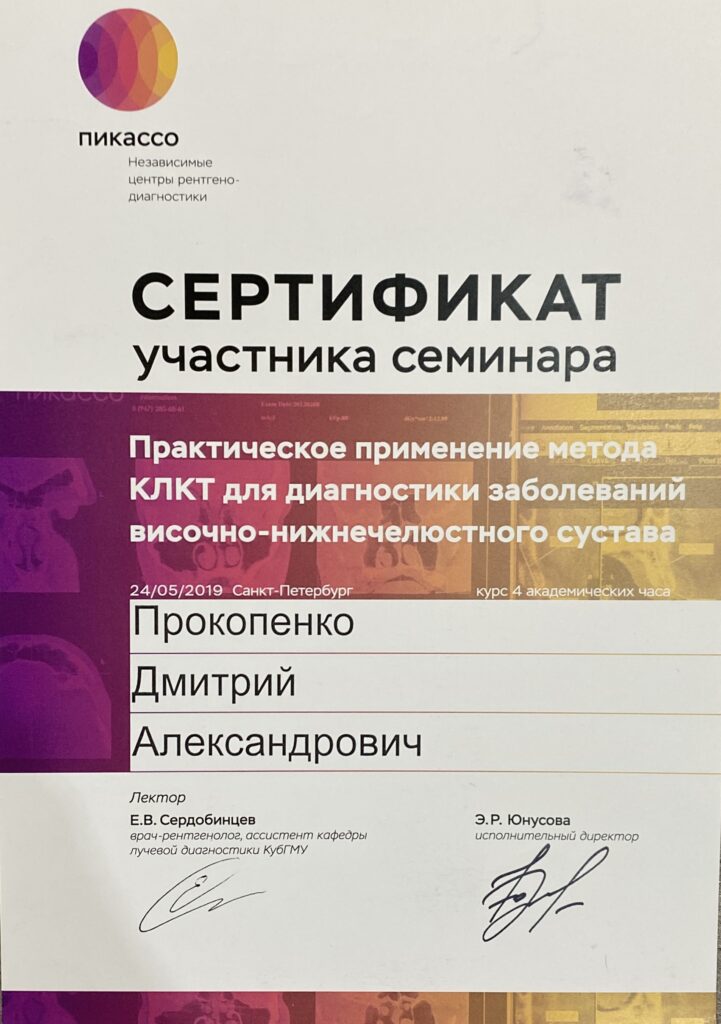 пикассо
Независимые
центры рентгено-
диагностики
СЕРТИФИКАТ
участника семинара
Практическое применение метода
КЛКТ для диагностики заболеваний
височно-нижнечелюстного сустава
24/05/2019 Санкт-Петербург курс 4 академических часа
Прокопенко
Дмитрий
Александрович
Лектор
Е.В. Сердобинцев
врач-рентгенолог, ассистент кафедры
лучевой диагностики КубГМУ
Э.Р. Юнусова
исполнительный директор